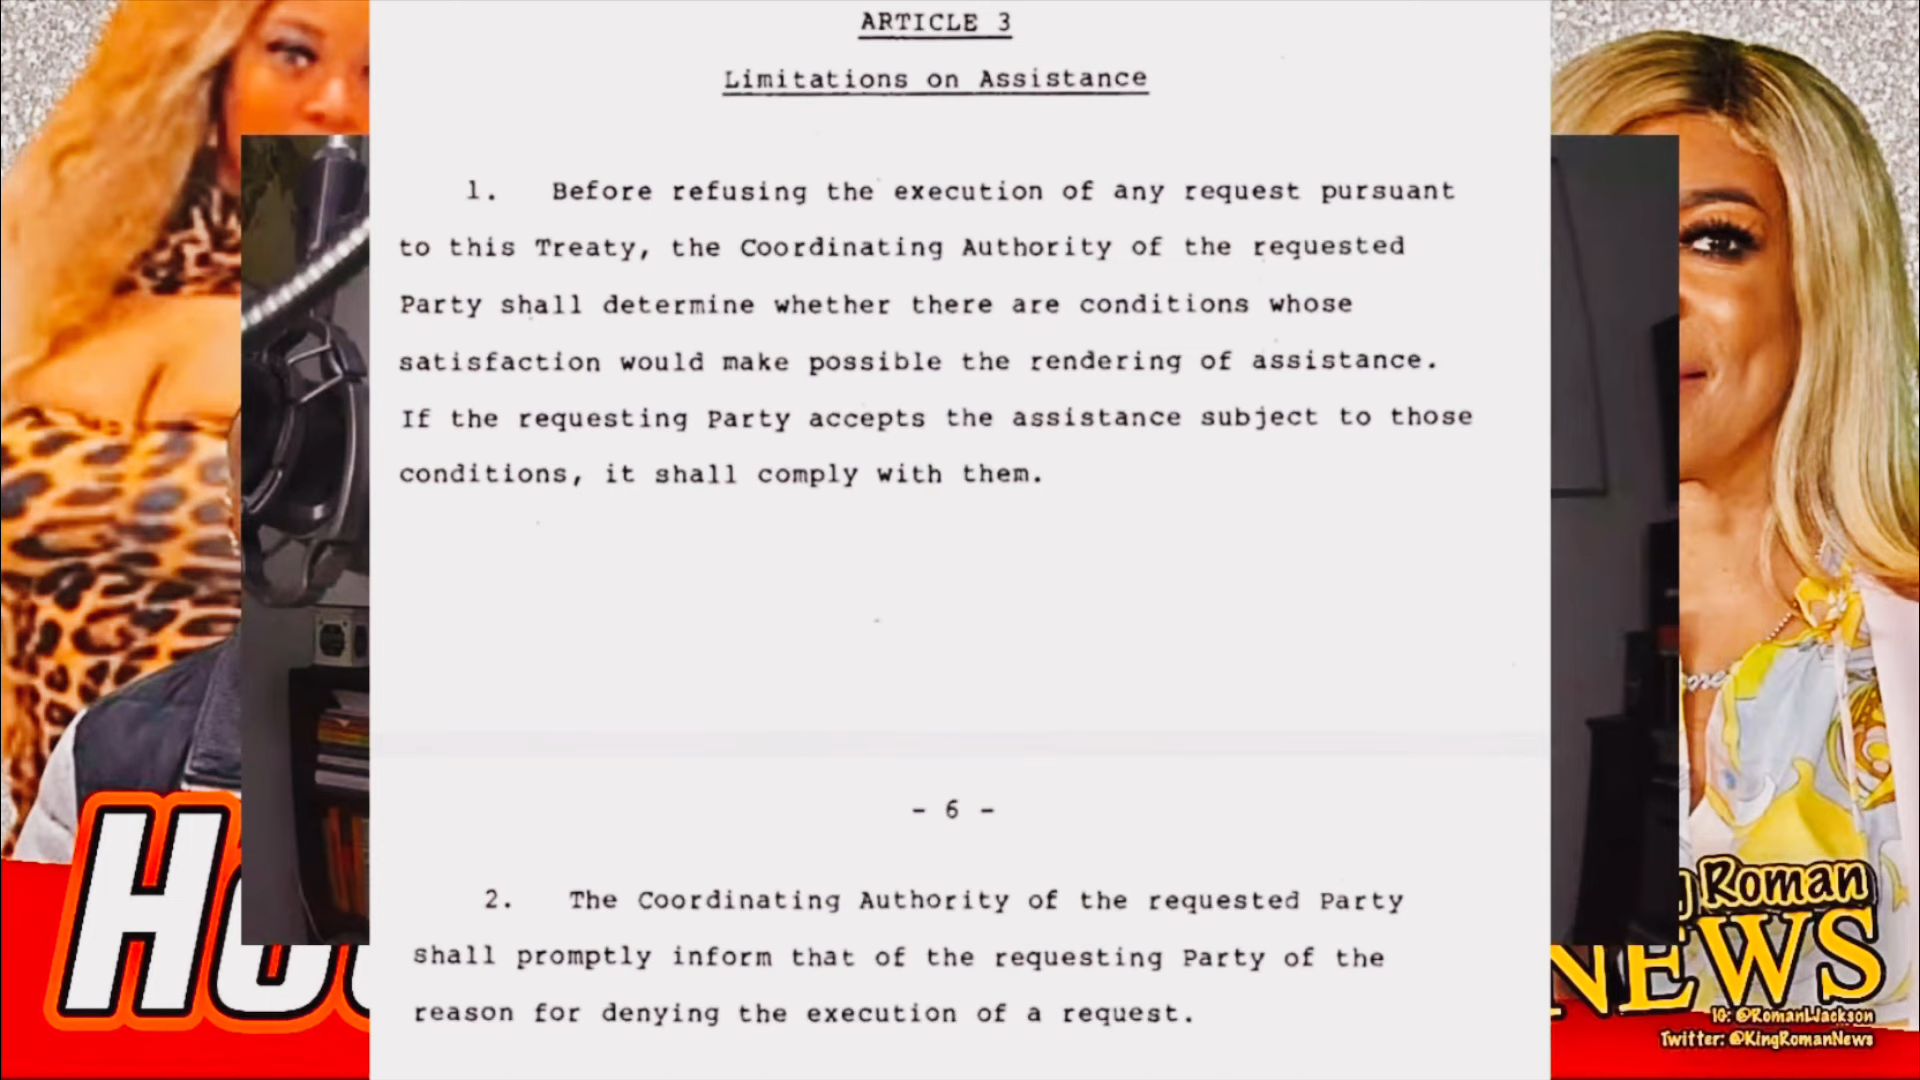 ARTICLE 3
Limitations on Assistance
1. Before refusing the execution of any request pursuant
to this Treaty, the Coordinating Authority of the requested
Party shall determine whether there are conditions whose
satisfaction would make possible the rendering of assistance.
If the requesting Party accepts the assistance subject to those
conditions, it shall comply with them.
- 6 -
2. The Coordinating Authority of the requested Party
shall promptly inform that of the requesting Party of the
reason for denying the execution of a request.
Roman
NEWS
IG: @RomanLJackson
Twitter: @KingRomanNews